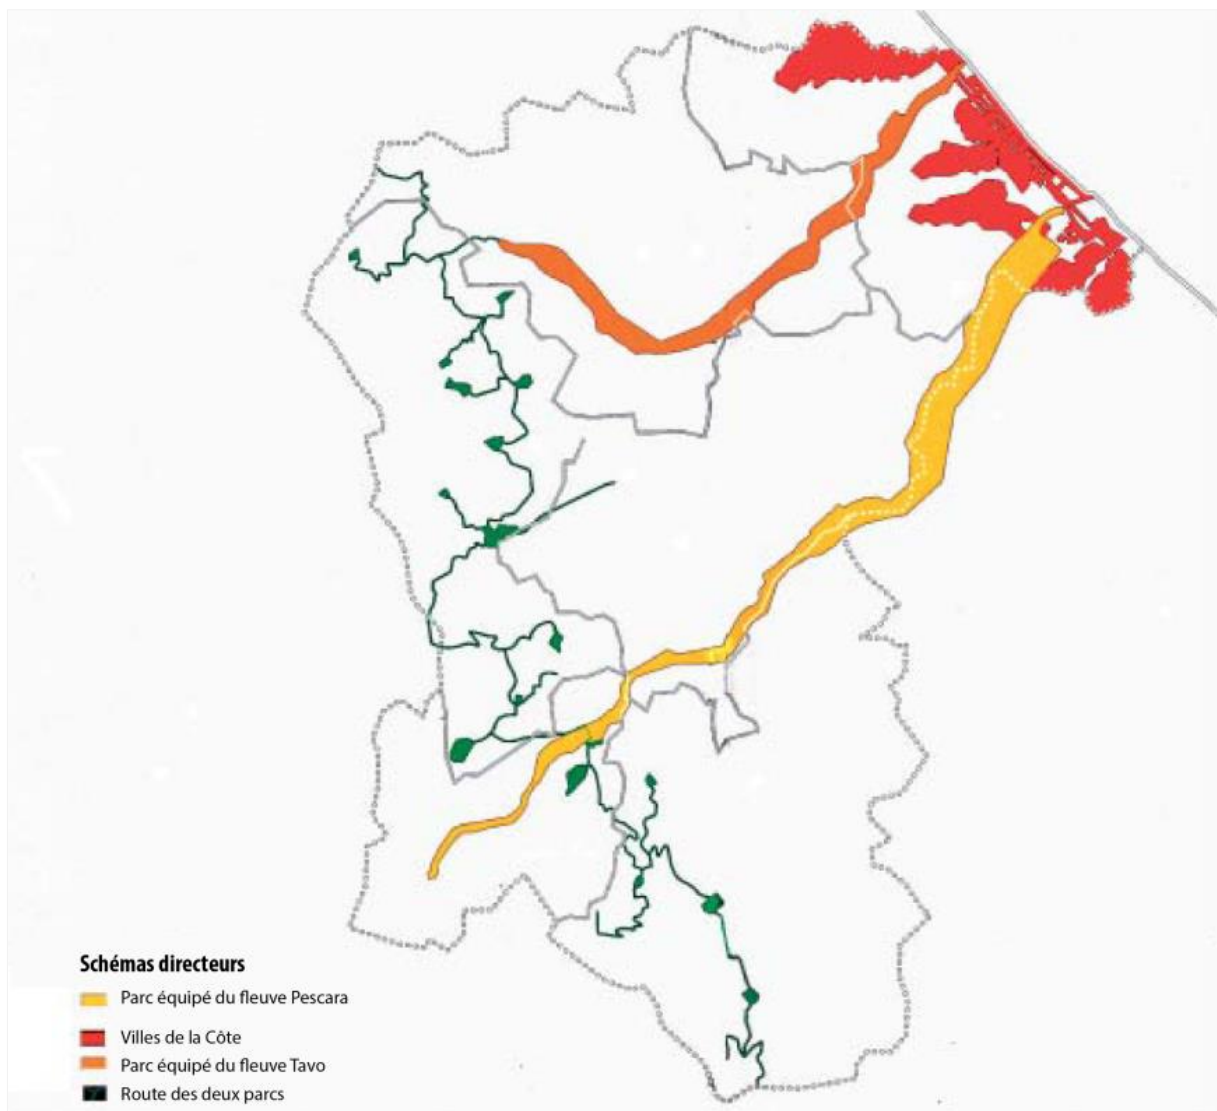 Schémas directeurs
Parc équipé du fleuve Pescara
Villes de la Côte
Parc équipé du fleuve Tavo
Route des deux parcs